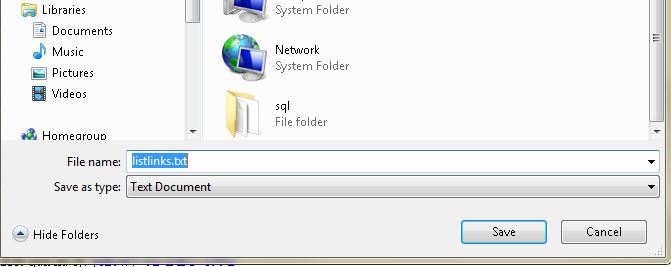 Libraries
Documents
Music
Pictures
Videos
Homegroup
System Folder
Network
System Folder
sql
File folder
File name: listlinks.txt
Save as type: Text Document
Hide Folders
Save
Cancel